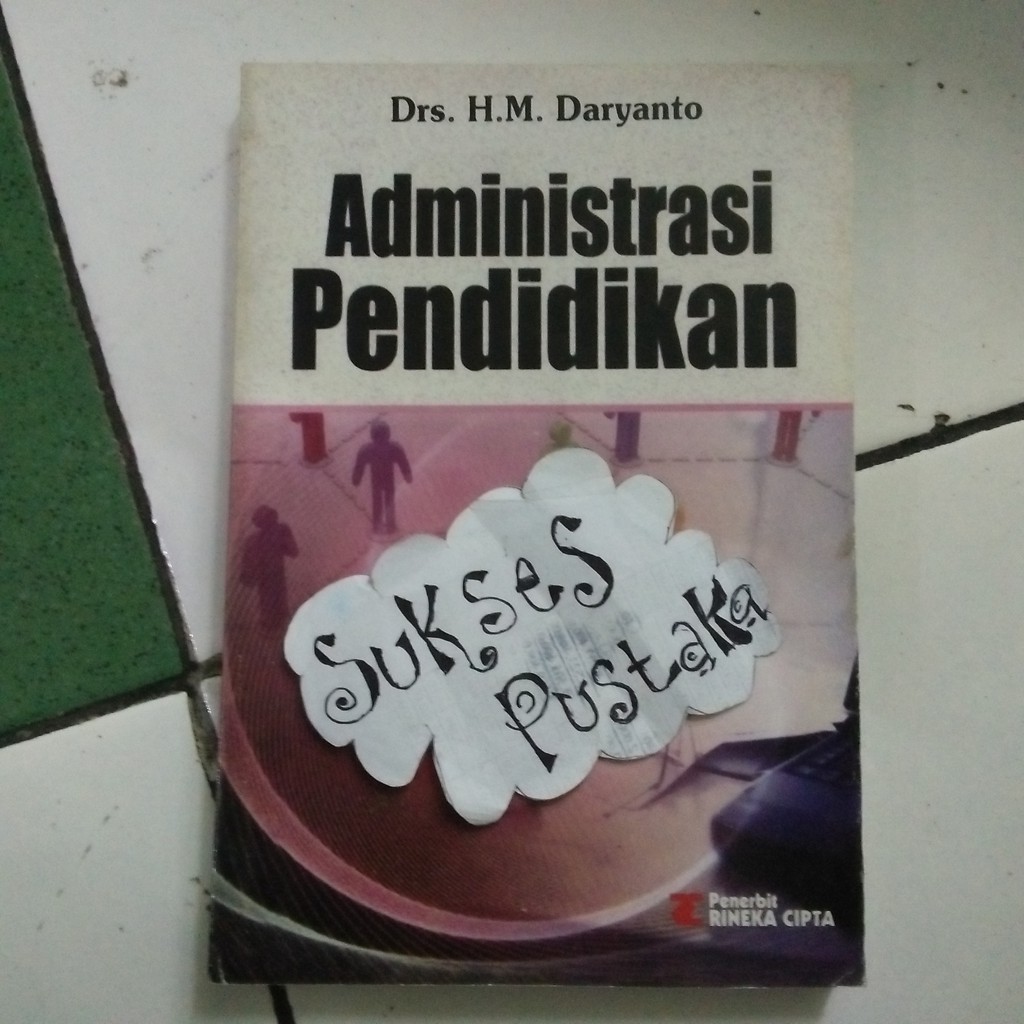 Drs. H.M. Daryanto
Administrasi
Pendidikan
Sukses
Pustaka
Penerbit
RINEKA CIPTA